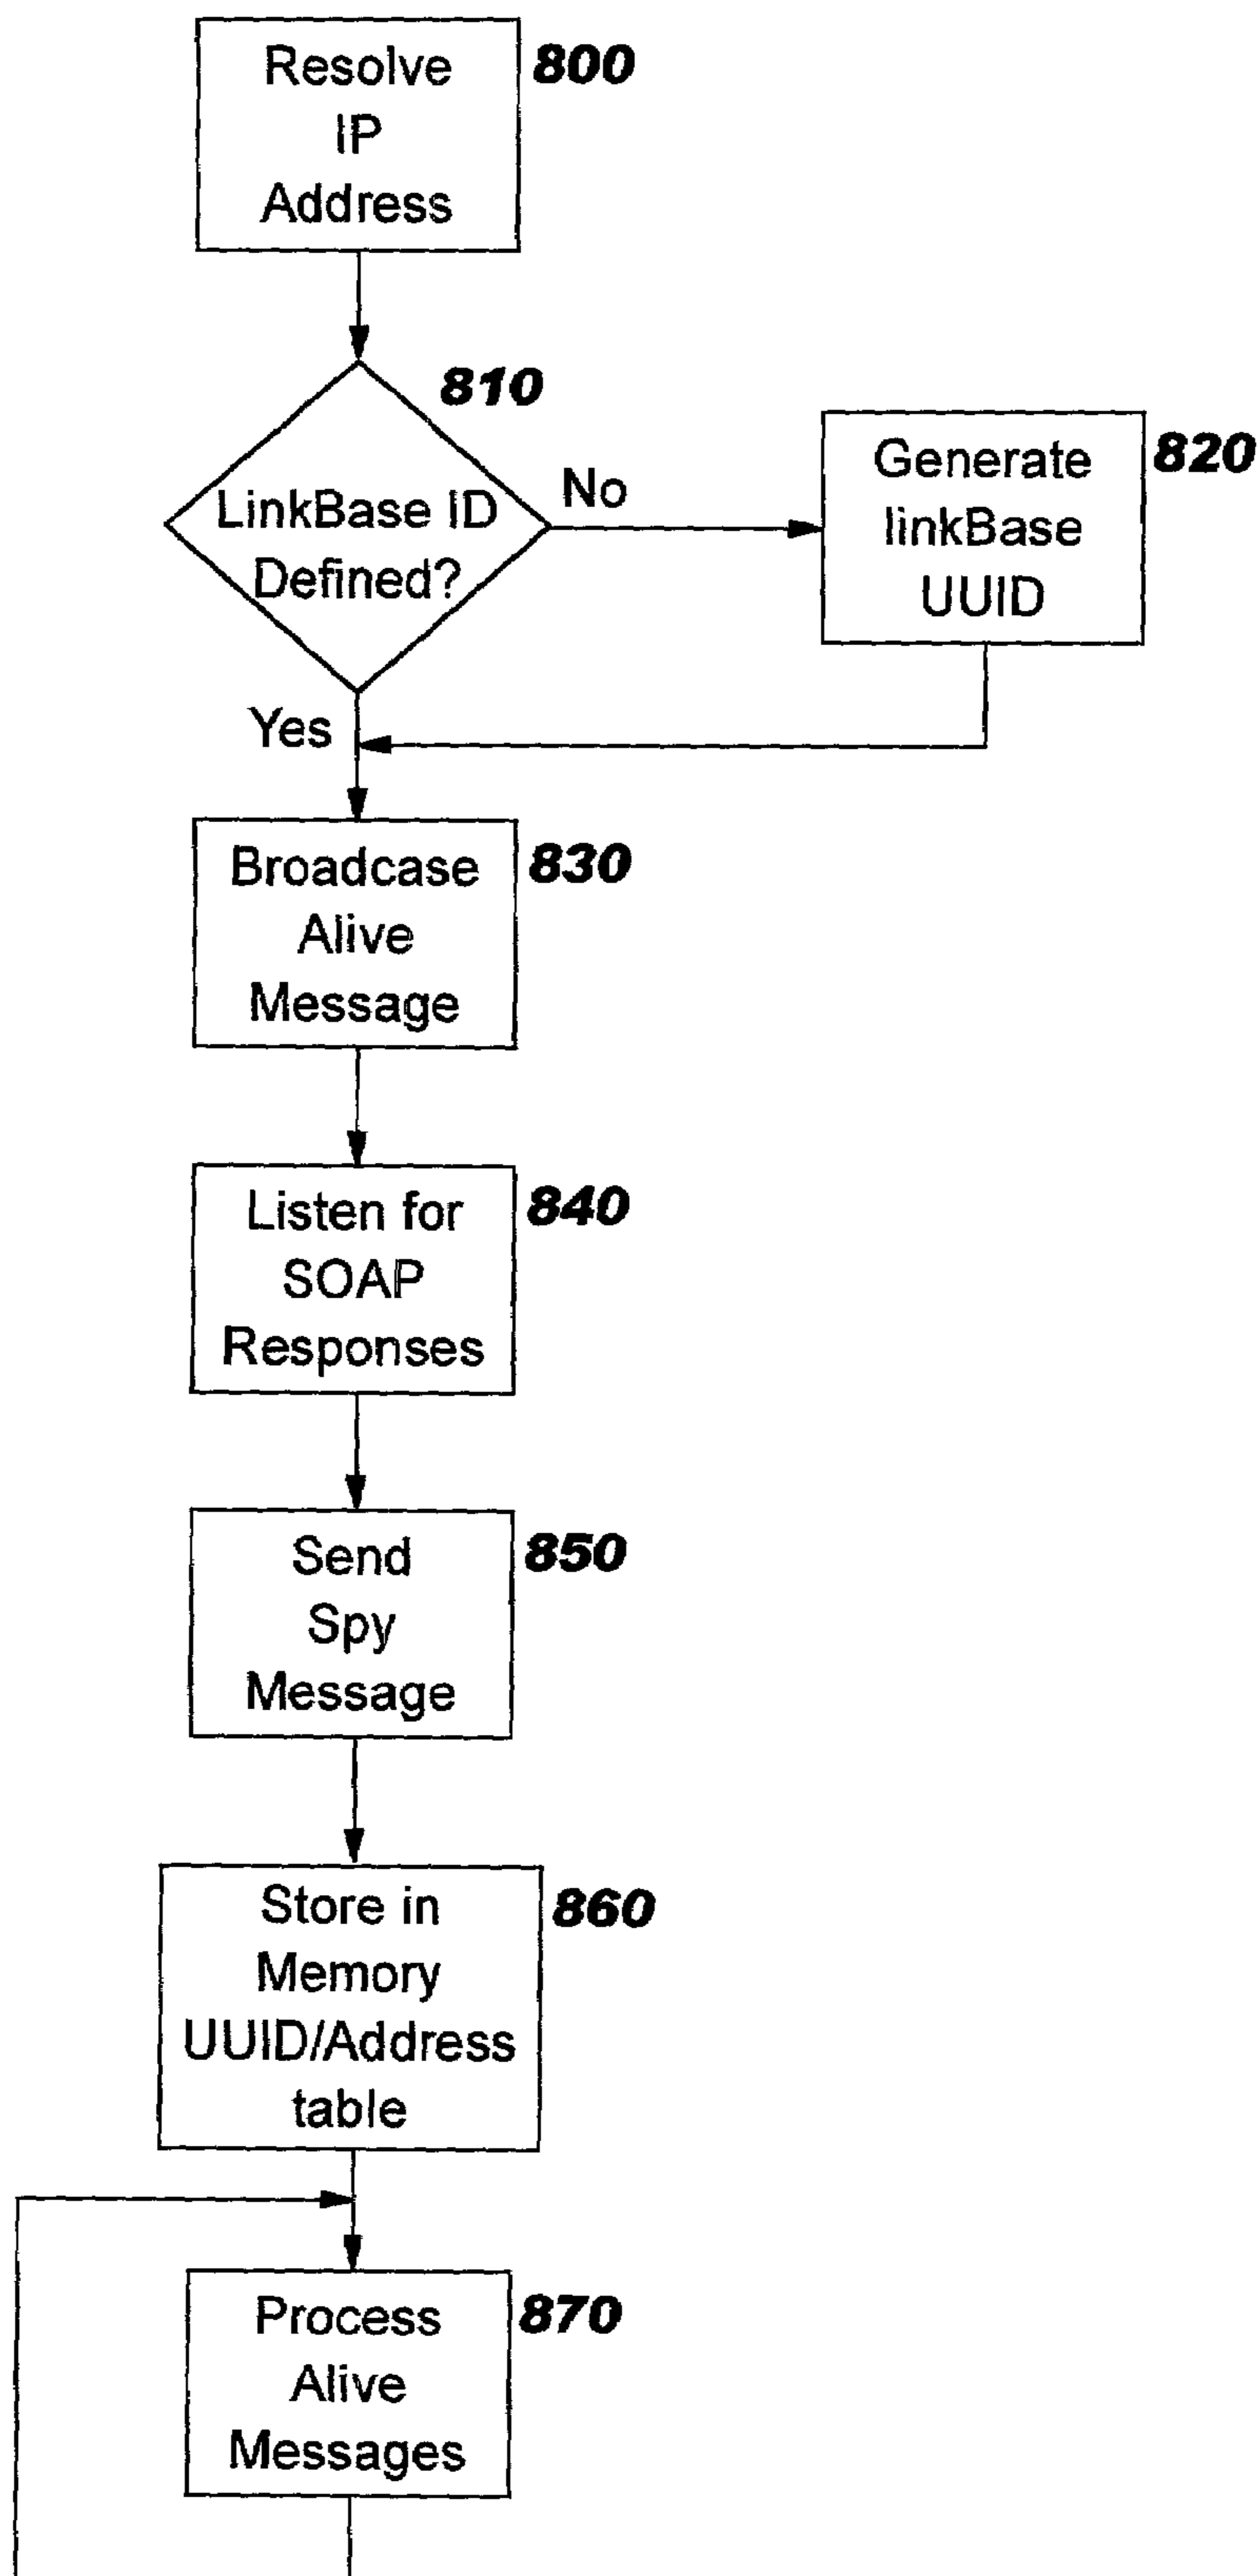 Resolve
IP
Address
800
810
LinkBase ID
Defined?
No
Generate
linkBase
UUID
820
Yes
Broadcase
Alive
Message
830
Listen for
SOAP
Responses
840
Send
Spy
Message
850
Store in
Memory
UUID/Address
table
860
Process
Alive
Messages
870